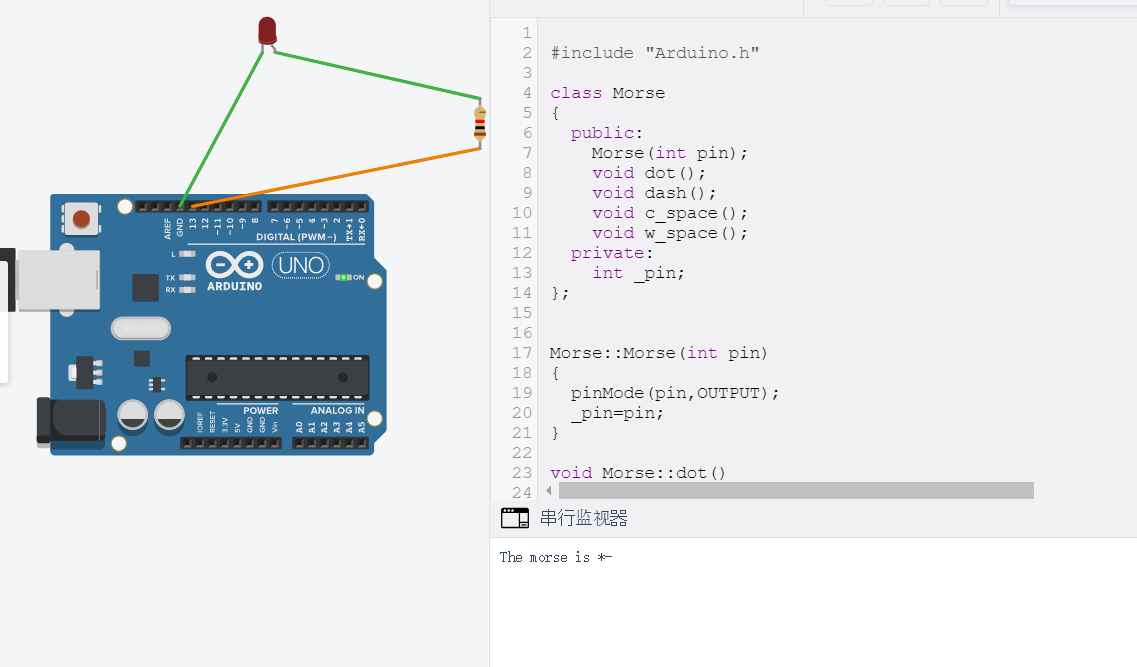 AREF
GND
13
12
~11
~10
~9
8
7
~6
~5
4
~3
2
TX→1
RX←0
DIGITAL (PWM~)
L
TX
RX
ARDUINO
UNO
ON
IOREF
RESET
3.3V
5V
GND
GND
Vin
POWER
ANALOG IN
A0
A1
A2
A3
A4
A5
1
2 #include "Arduino.h"
3
4 class Morse
5 {
6 public:
7 Morse(int pin);
8 void dot();
9 void dash();
10 void c_space();
11 void w_space();
12 private:
13 int _pin;
14 };
15
16
17 Morse::Morse(int pin)
18 {
19 pinMode(pin,OUTPUT);
20 _pin=pin;
21 }
22
23 void Morse::dot()
24
串行监视器
The morse is *-